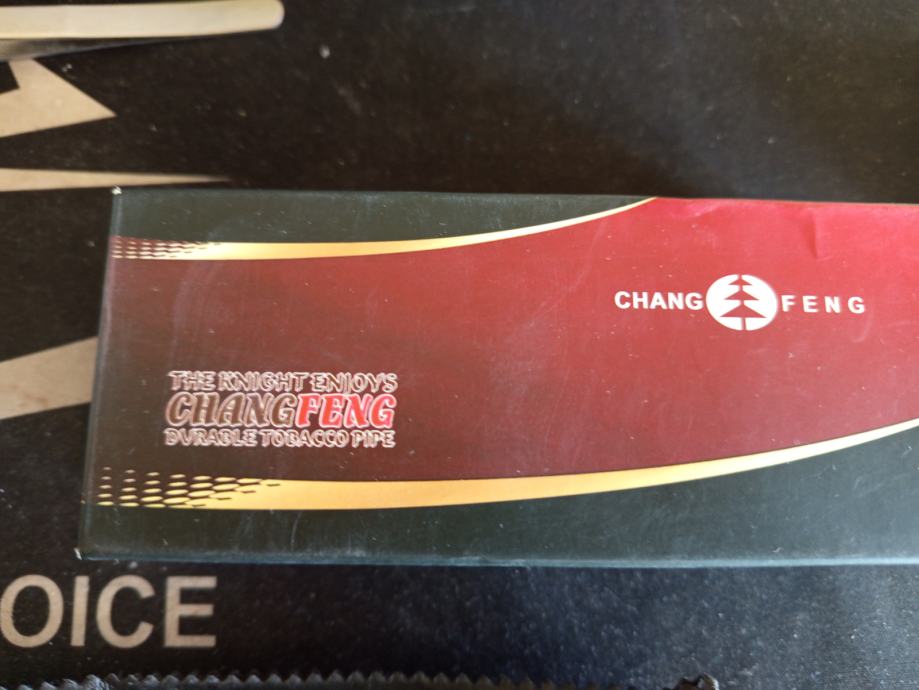 CHANG FENG
THE KNIGHT ENJOYS
CHANGFENG
DURABLE TOBACCO PIPE
OICE